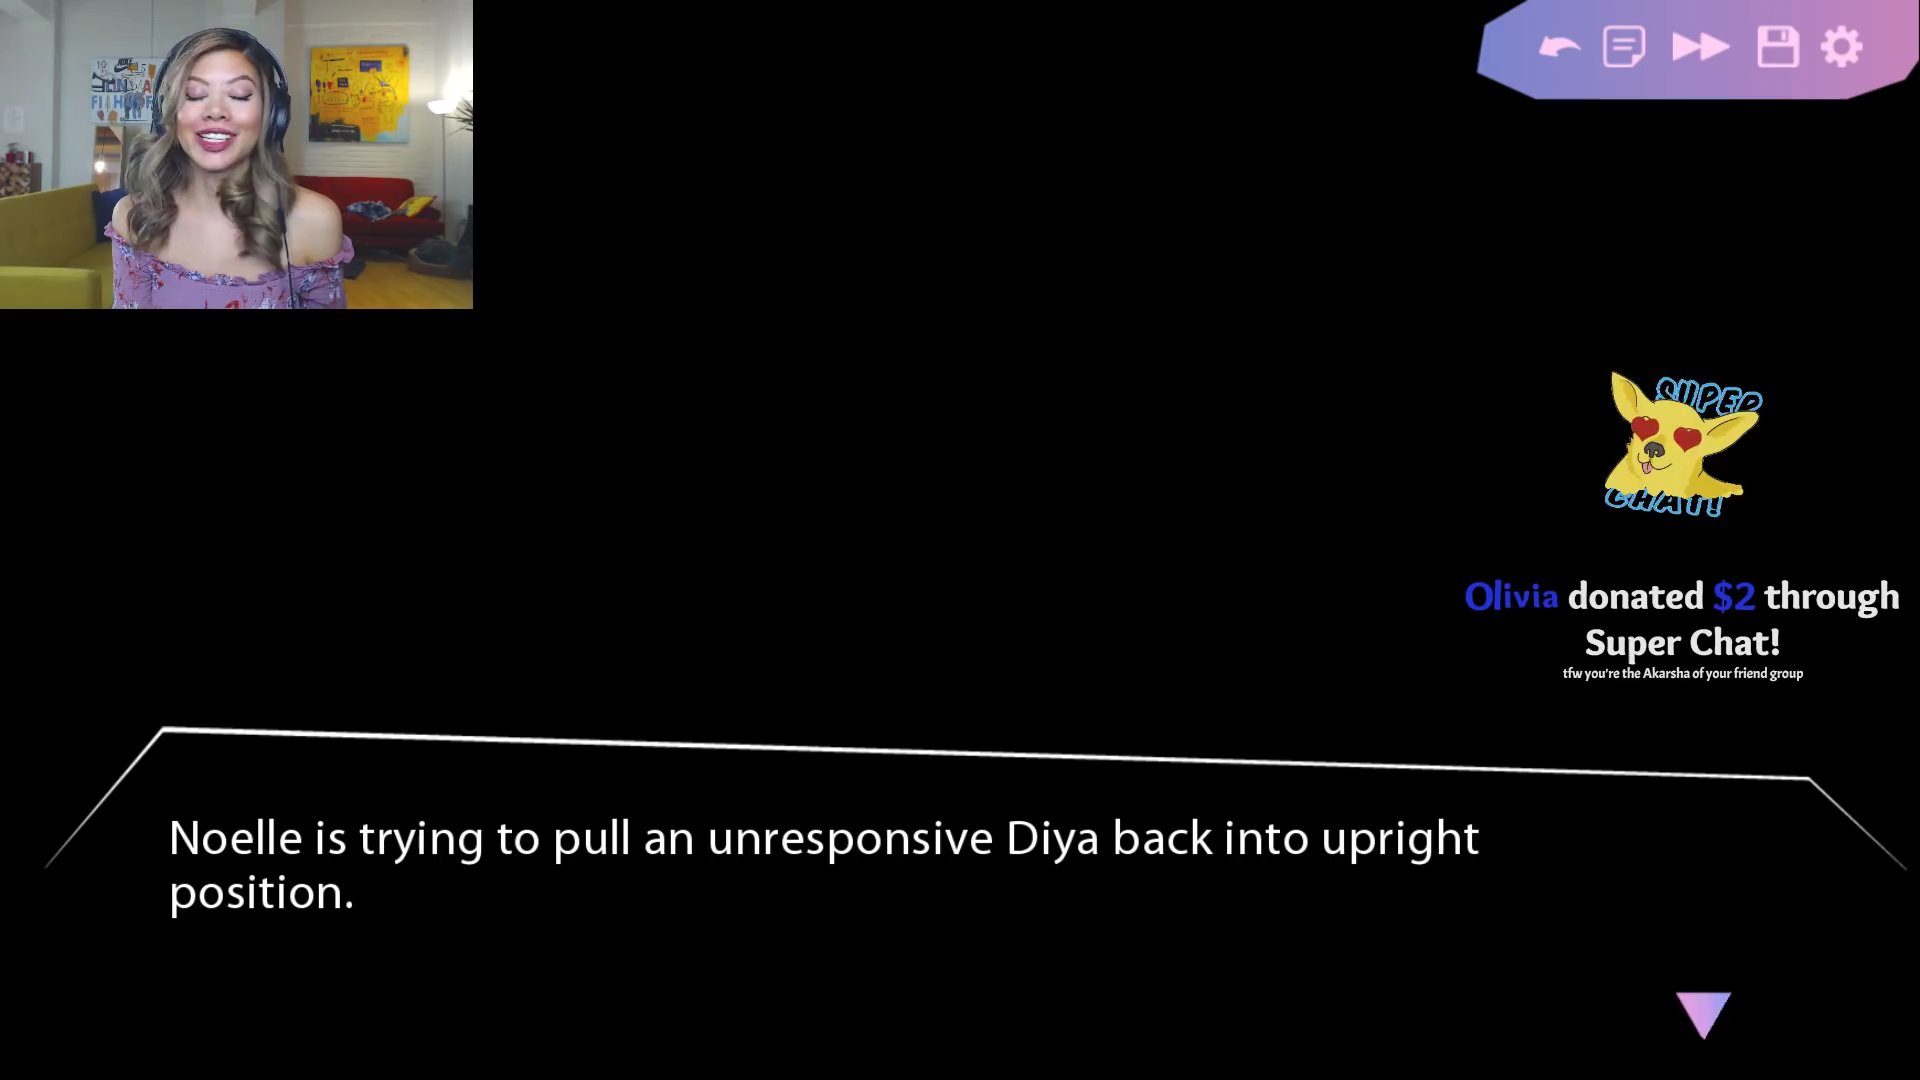 NIKE
SUPER
CHAT!
Olivia donated $2 through
Super Chat!
tfw you're the Akarsha of your friend group
Noelle is trying to pull an unresponsive Diya back into upright
position.